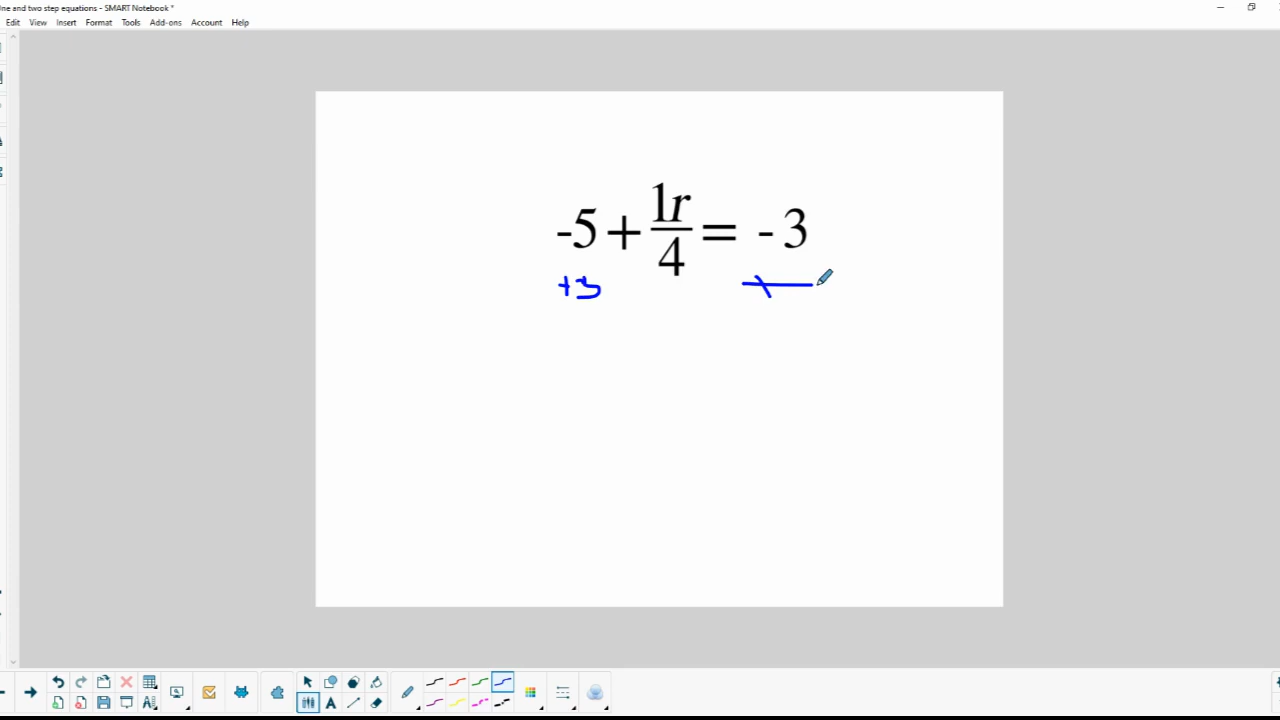 One and two step equations - SMART Notebook *
Edit View Insert Format Tools Add-ons Account Help
-5 + 1r/4 = - 3
+5
A
A